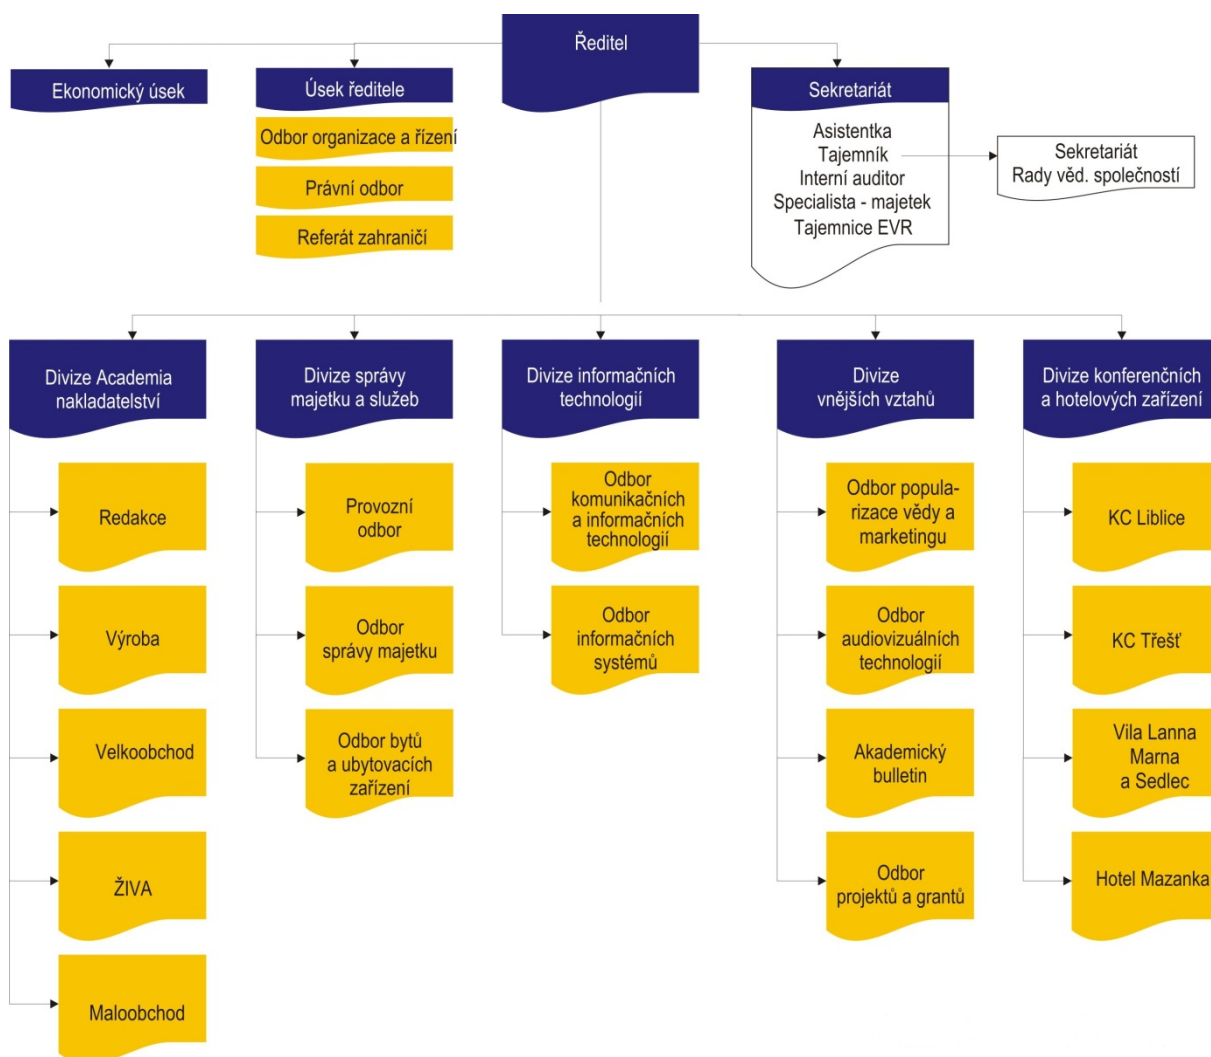 Ředitel
Ekonomický úsek
Úsek ředitele
Odbor organizace a řízení
Právní odbor
Referát zahraničí
Sekretariát
Asistentka
Tajemník
Interní auditor
Specialista - majetek
Tajemnice EVR
Sekretariát
Rady věd. společností
Divize Academia
nakladatelství
Redakce
Výroba
Velkoobchod
ŽIVA
Maloobchod
Divize správy
majetku a služeb
Provozní
odbor
Odbor
správy majetku
Odbor bytů
a ubytovacích
zařízení
Divize informačních
technologií
Odbor
komunikačních
a informačních
technologií
Odbor
informačních
systémů
Divize
vnějších vztahů
Odbor popula-
rizace vědy a
marketingu
Odbor
audiovizuálních
technologií
Akademický
bulletin
Odbor
projektů a grantů
Divize konferenčních
a hotelových zařízení
KC Liblice
KC Třešť
Vila Lanna
Marna
a Sedlec
Hotel Mazanka